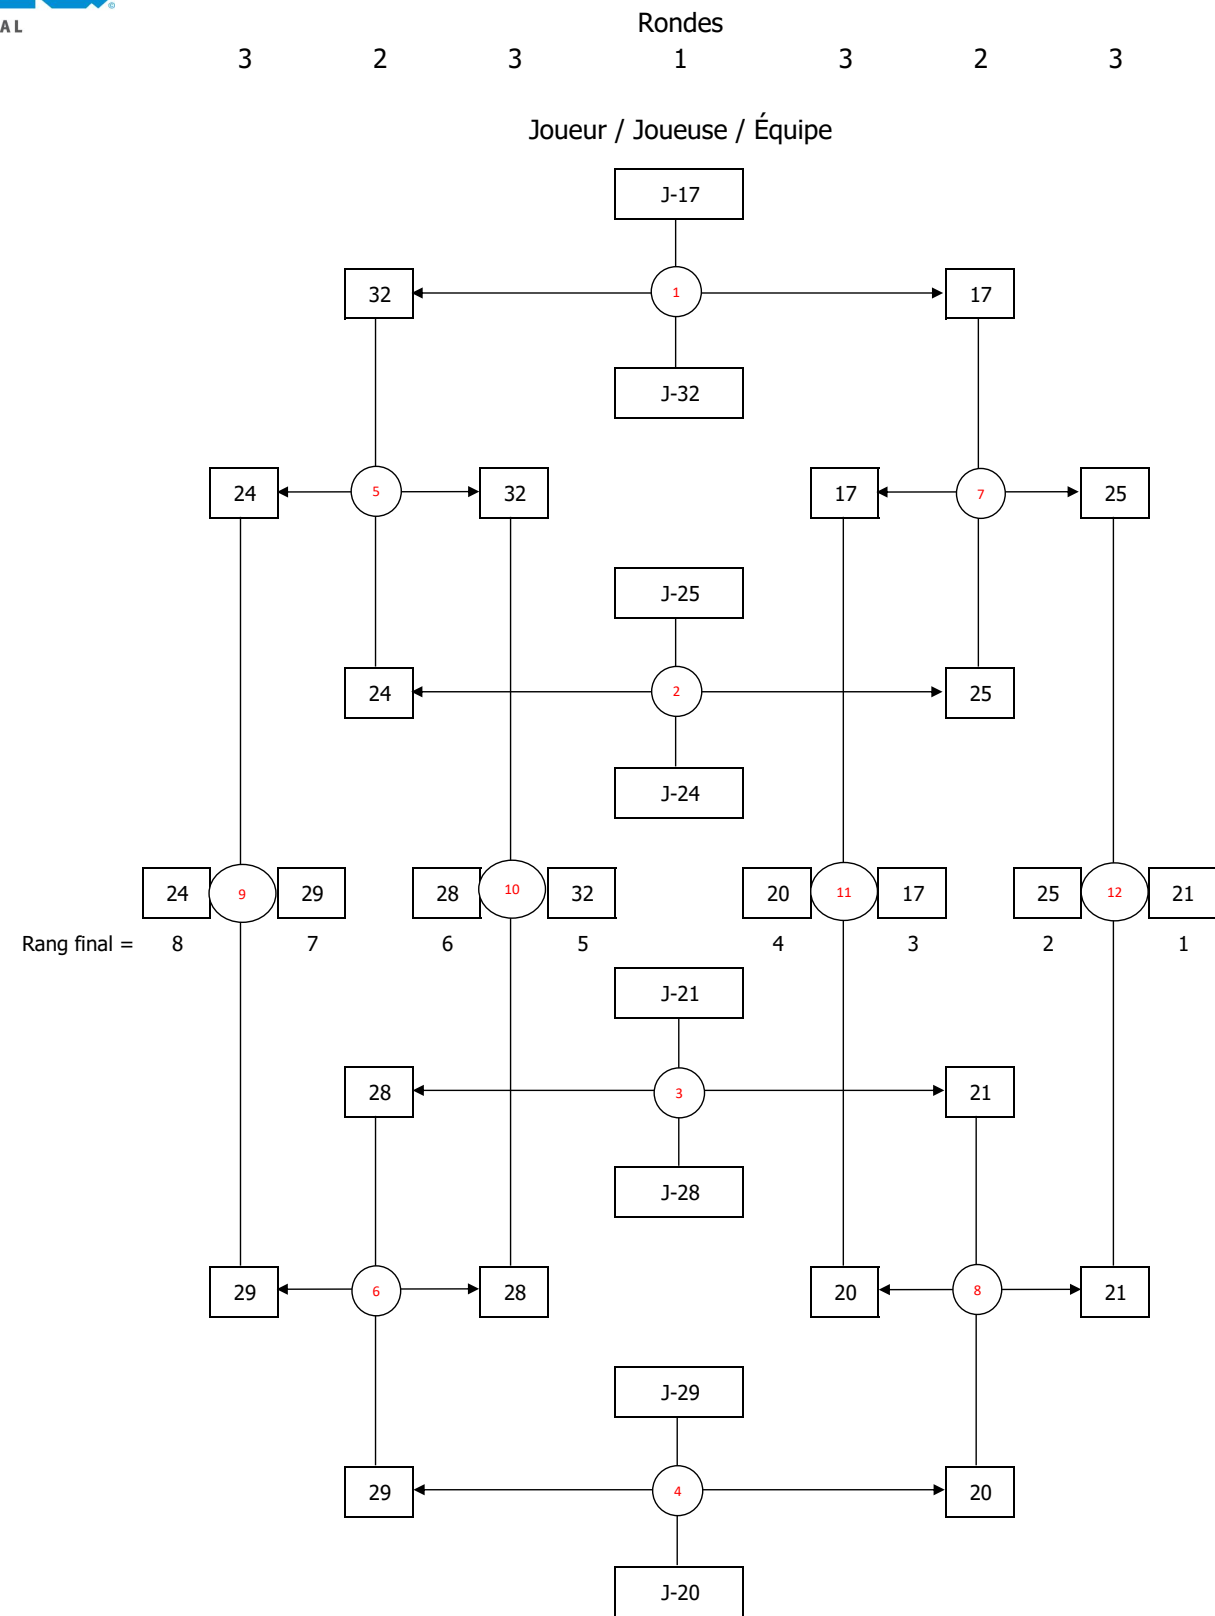 AL
©
Rondes
3 2 3 1 3 2 3
Joueur / Joueuse / Équipe
J-17
32 1 17
J-32
24 5 32 17 7 25
J-25
24 2 25
J-24
24 9 29 28 10 32 20 11 17 25 12 21
Rang final = 8 7 6 5 4 3 2 1
J-21
28 3 21
J-28
29 6 28 20 8 21
J-29
29 4 20
J-20